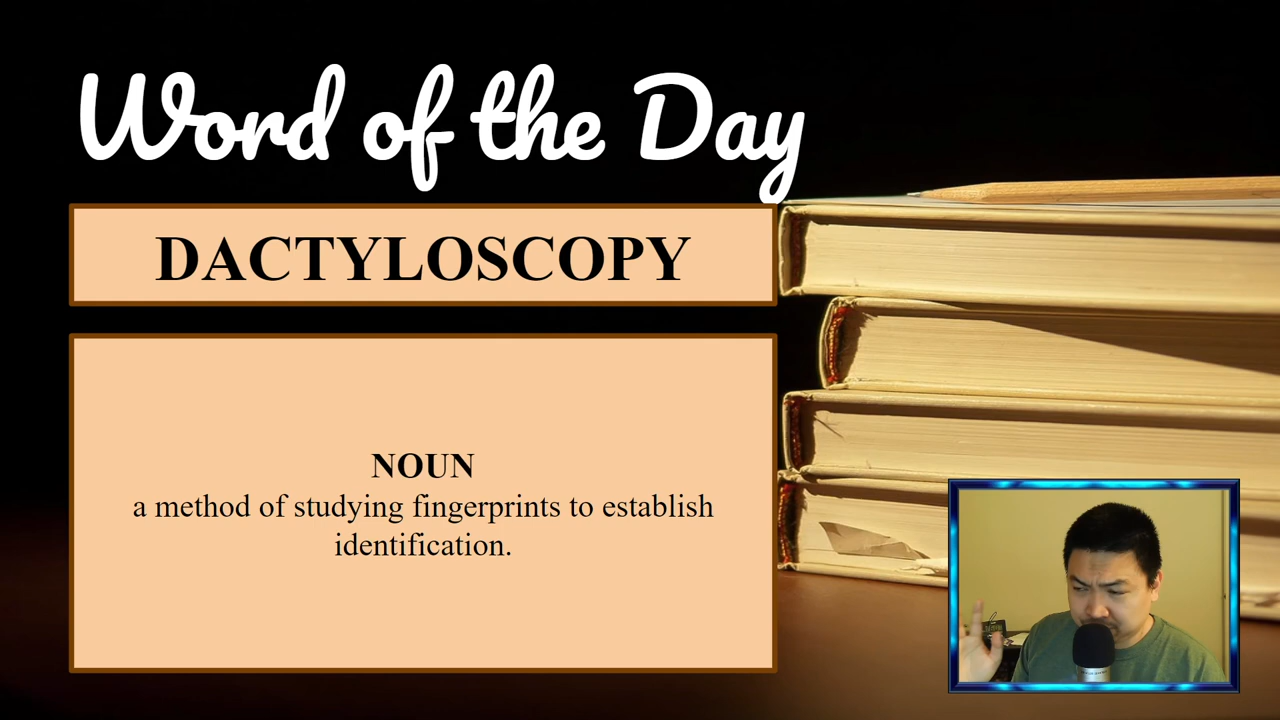 Word of the Day
DACTYLOSCOPY
NOUN
a method of studying fingerprints to establish
identification.